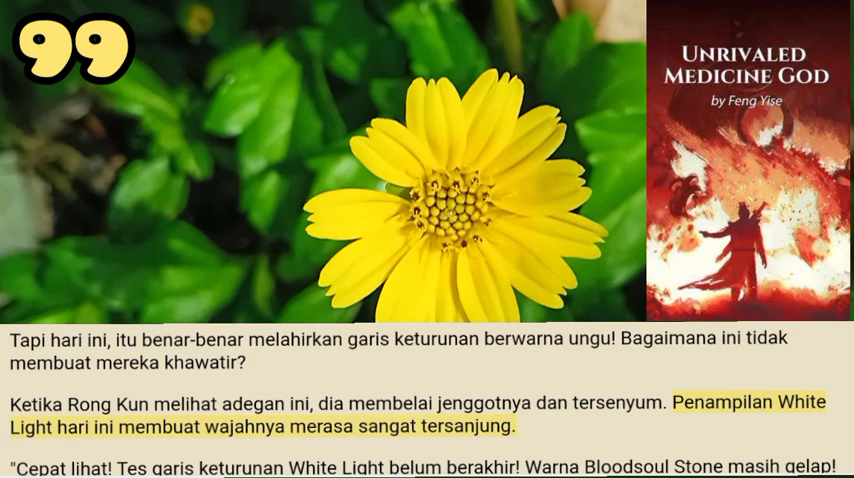 99
UNRIVALED
MEDICINE GOD
by Feng Yise
Tapi hari ini, itu benar-benar melahirkan garis keturunan berwarna ungu! Bagaimana ini tidak
membuat mereka khawatir?
Ketika Rong Kun melihat adegan ini, dia membelai jenggotnya dan tersenyum. Penampilan White
Light hari ini membuat wajahnya merasa sangat tersanjung.
"Cepat lihat! Tes garis keturunan White Light belum berakhir! Warna Bloodsoul Stone masih gelap!